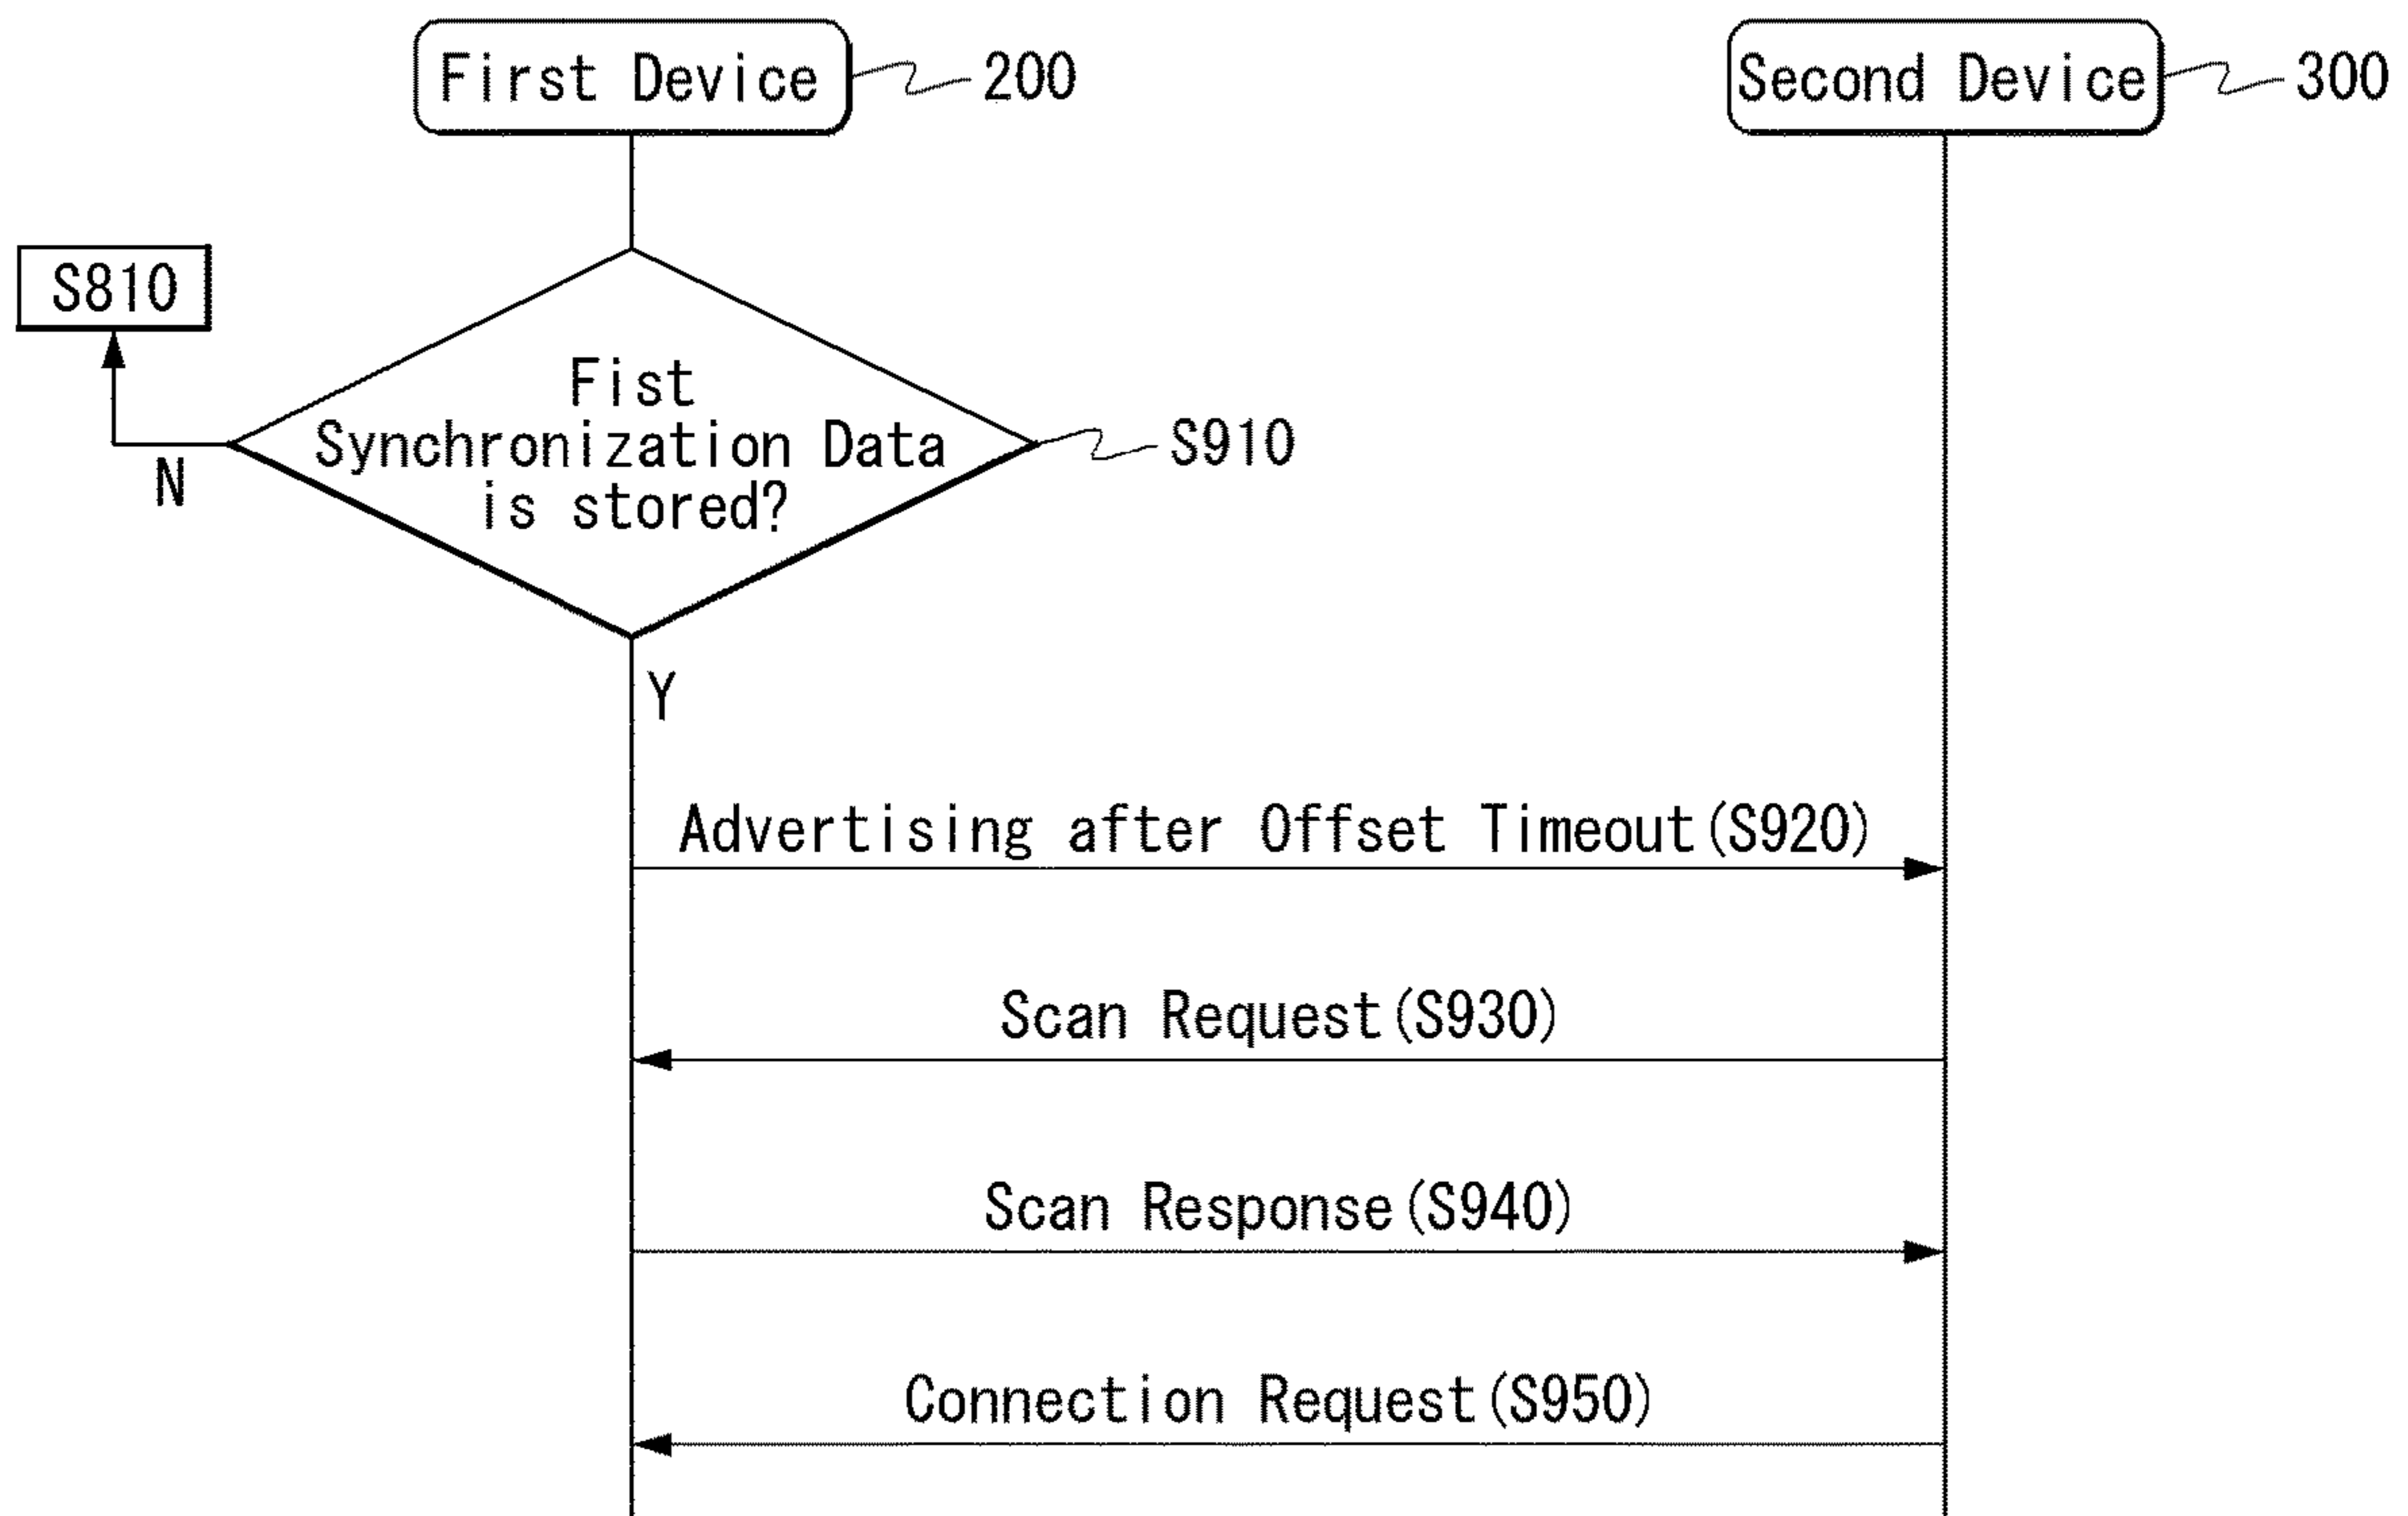 First Device
200
Second Device
300
S810
Fist
Synchronization Data
is stored?
S910
N
Y
Advertising after Offset Timeout(S920)
Scan Request(S930)
Scan Response(S940)
Connection Request(S950)